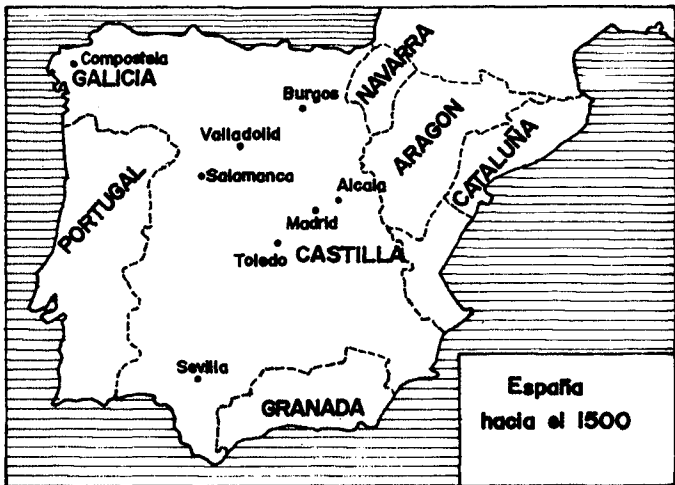 Compostela
GALICIA
Burgos
NAVARRA
Valladolid
ARAGON
CATALUÑA
Salamanca
Alcala
PORTUGAL
Madrid
Toledo
CASTILLA
Sevilla
GRANADA
España
hacia el 1500